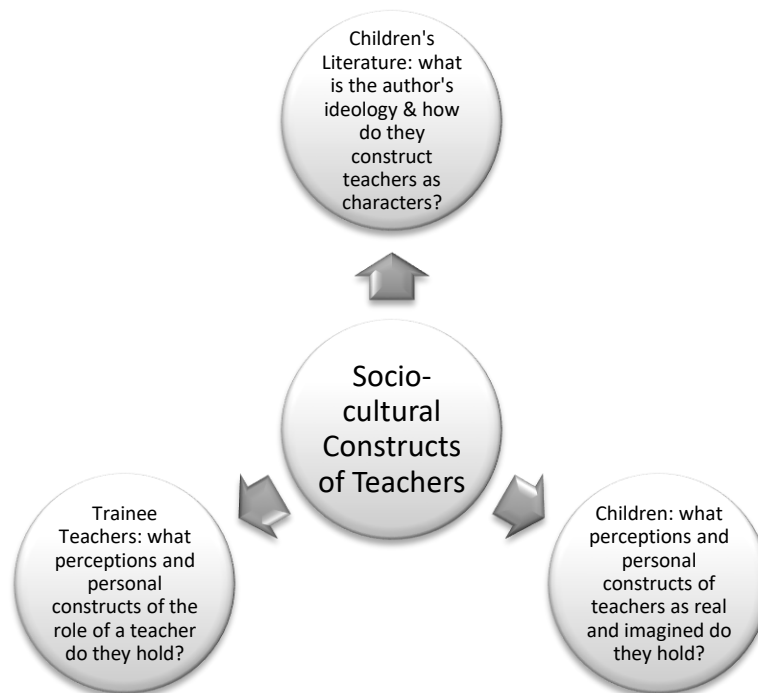 Children's
Literature: what
is the author's
ideology & how
do they
construct
teachers as
characters?
Socio-
cultural
Constructs
of Teachers
Trainee
Teachers: what
perceptions and
personal
constructs of the
role of a teacher
do they hold?
Children: what
perceptions and
personal
constructs of
teachers as real
and imagined do
they hold?